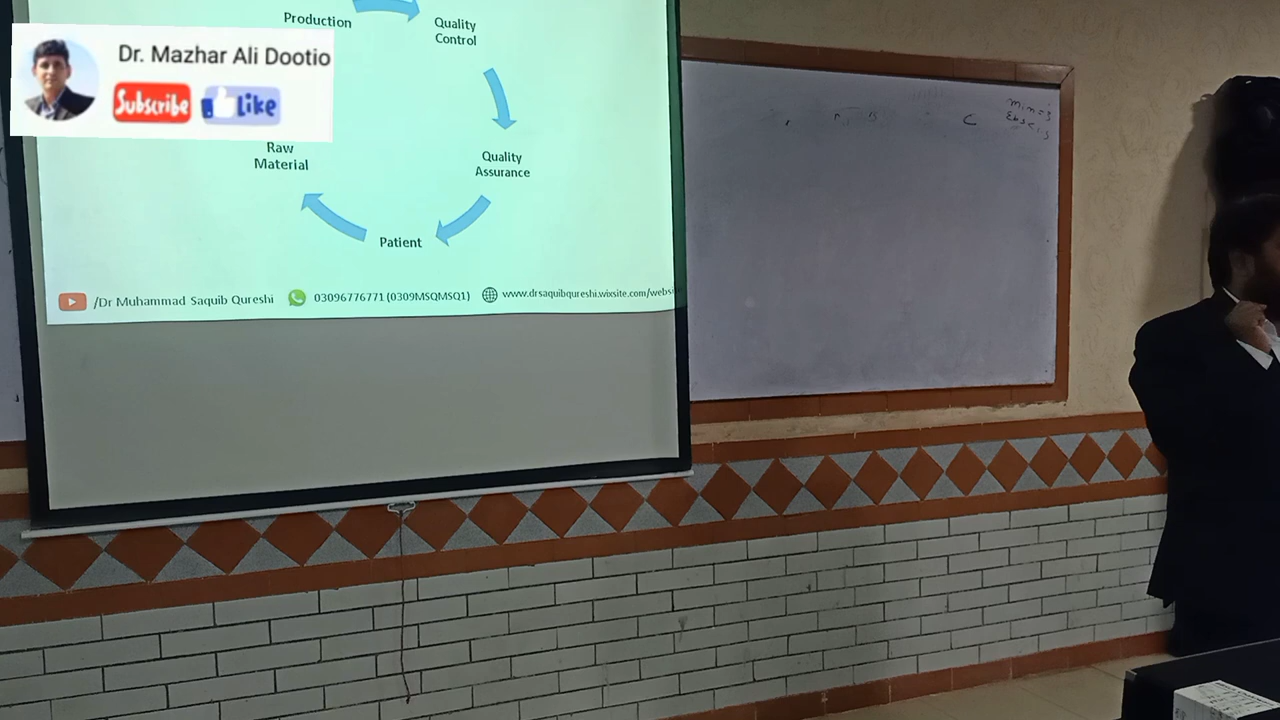 Production
Quality
Control
Dr. Mazhar Ali Dootio
Subscribe
Like
Raw
Material
Quality
Assurance
Patient
/Dr Muhammad Saquib Qureshi
03096776771 (0309MSQMSQ1)
www.drsaquibqureshi.wixsite.com/websi